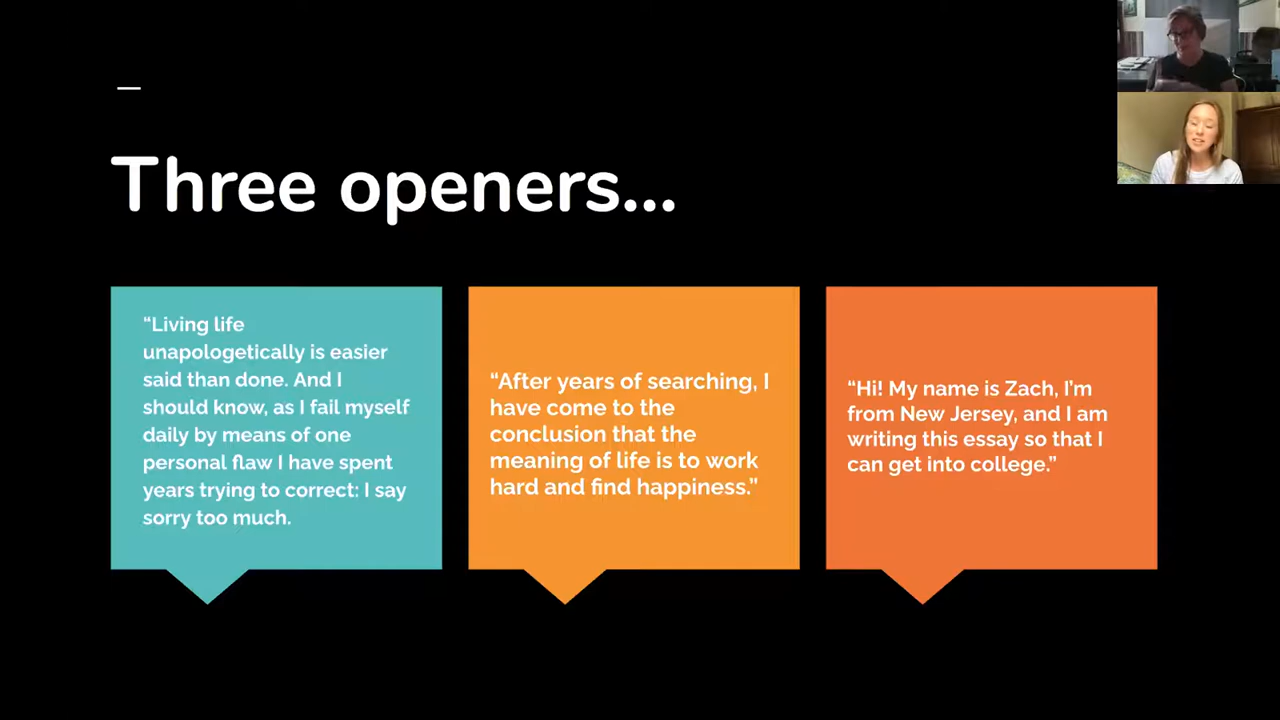 Three openers...
“Living life
unapologetically is easier
said than done. And I
should know, as I fail myself
daily by means of one
personal flaw I have spent
years trying to correct: I say
sorry too much.
“After years of searching, I
have come to the
conclusion that the
meaning of life is to work
hard and find happiness.”
“Hi! My name is Zach, I’m
from New Jersey, and I am
writing this essay so that I
can get into college.”